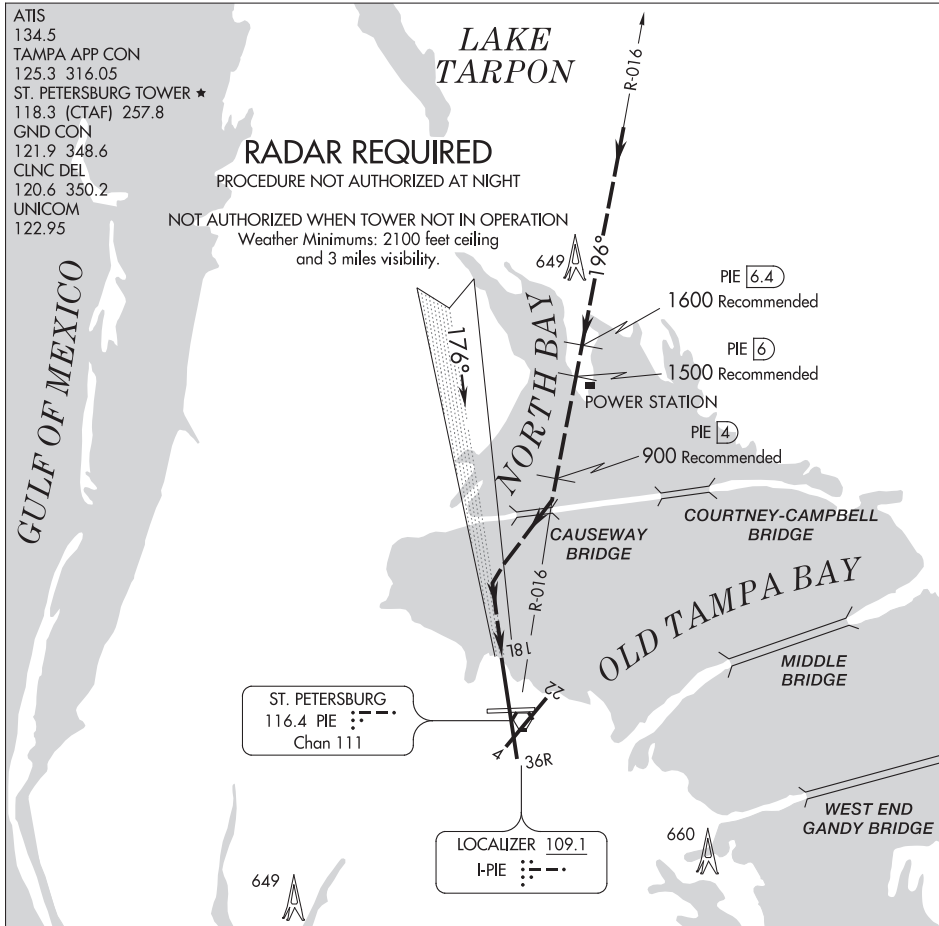 ATIS
134.5
TAMPA APP CON
125.3 316.05
ST. PETERSBURG TOWER ★
118.3 (CTAF) 257.8
GND CON
121.9 348.6
CLNC DEL
120.6 350.2
UNICOM
122.95
LAKE
TARPON
R-016
RADAR REQUIRED
PROCEDURE NOT AUTHORIZED AT NIGHT
NOT AUTHORIZED WHEN TOWER NOT IN OPERATION
Weather Minimums: 2100 feet ceiling
and 3 miles visibility.
649
196°
PIE 6.4
1600 Recommended
PIE 6
1500 Recommended
POWER STATION
PIE 4
900 Recommended
176°
NORTH BAY
GULF OF MEXICO
CAUSEWAY
BRIDGE
COURTNEY-CAMPBELL
BRIDGE
R-016
OLD TAMPA BAY
MIDDLE
BRIDGE
18L
22
4
36R
ST. PETERSBURG
116.4 PIE
Chan 111
LOCALIZER 109.1
I-PIE
WEST END
GANDY BRIDGE
660
649